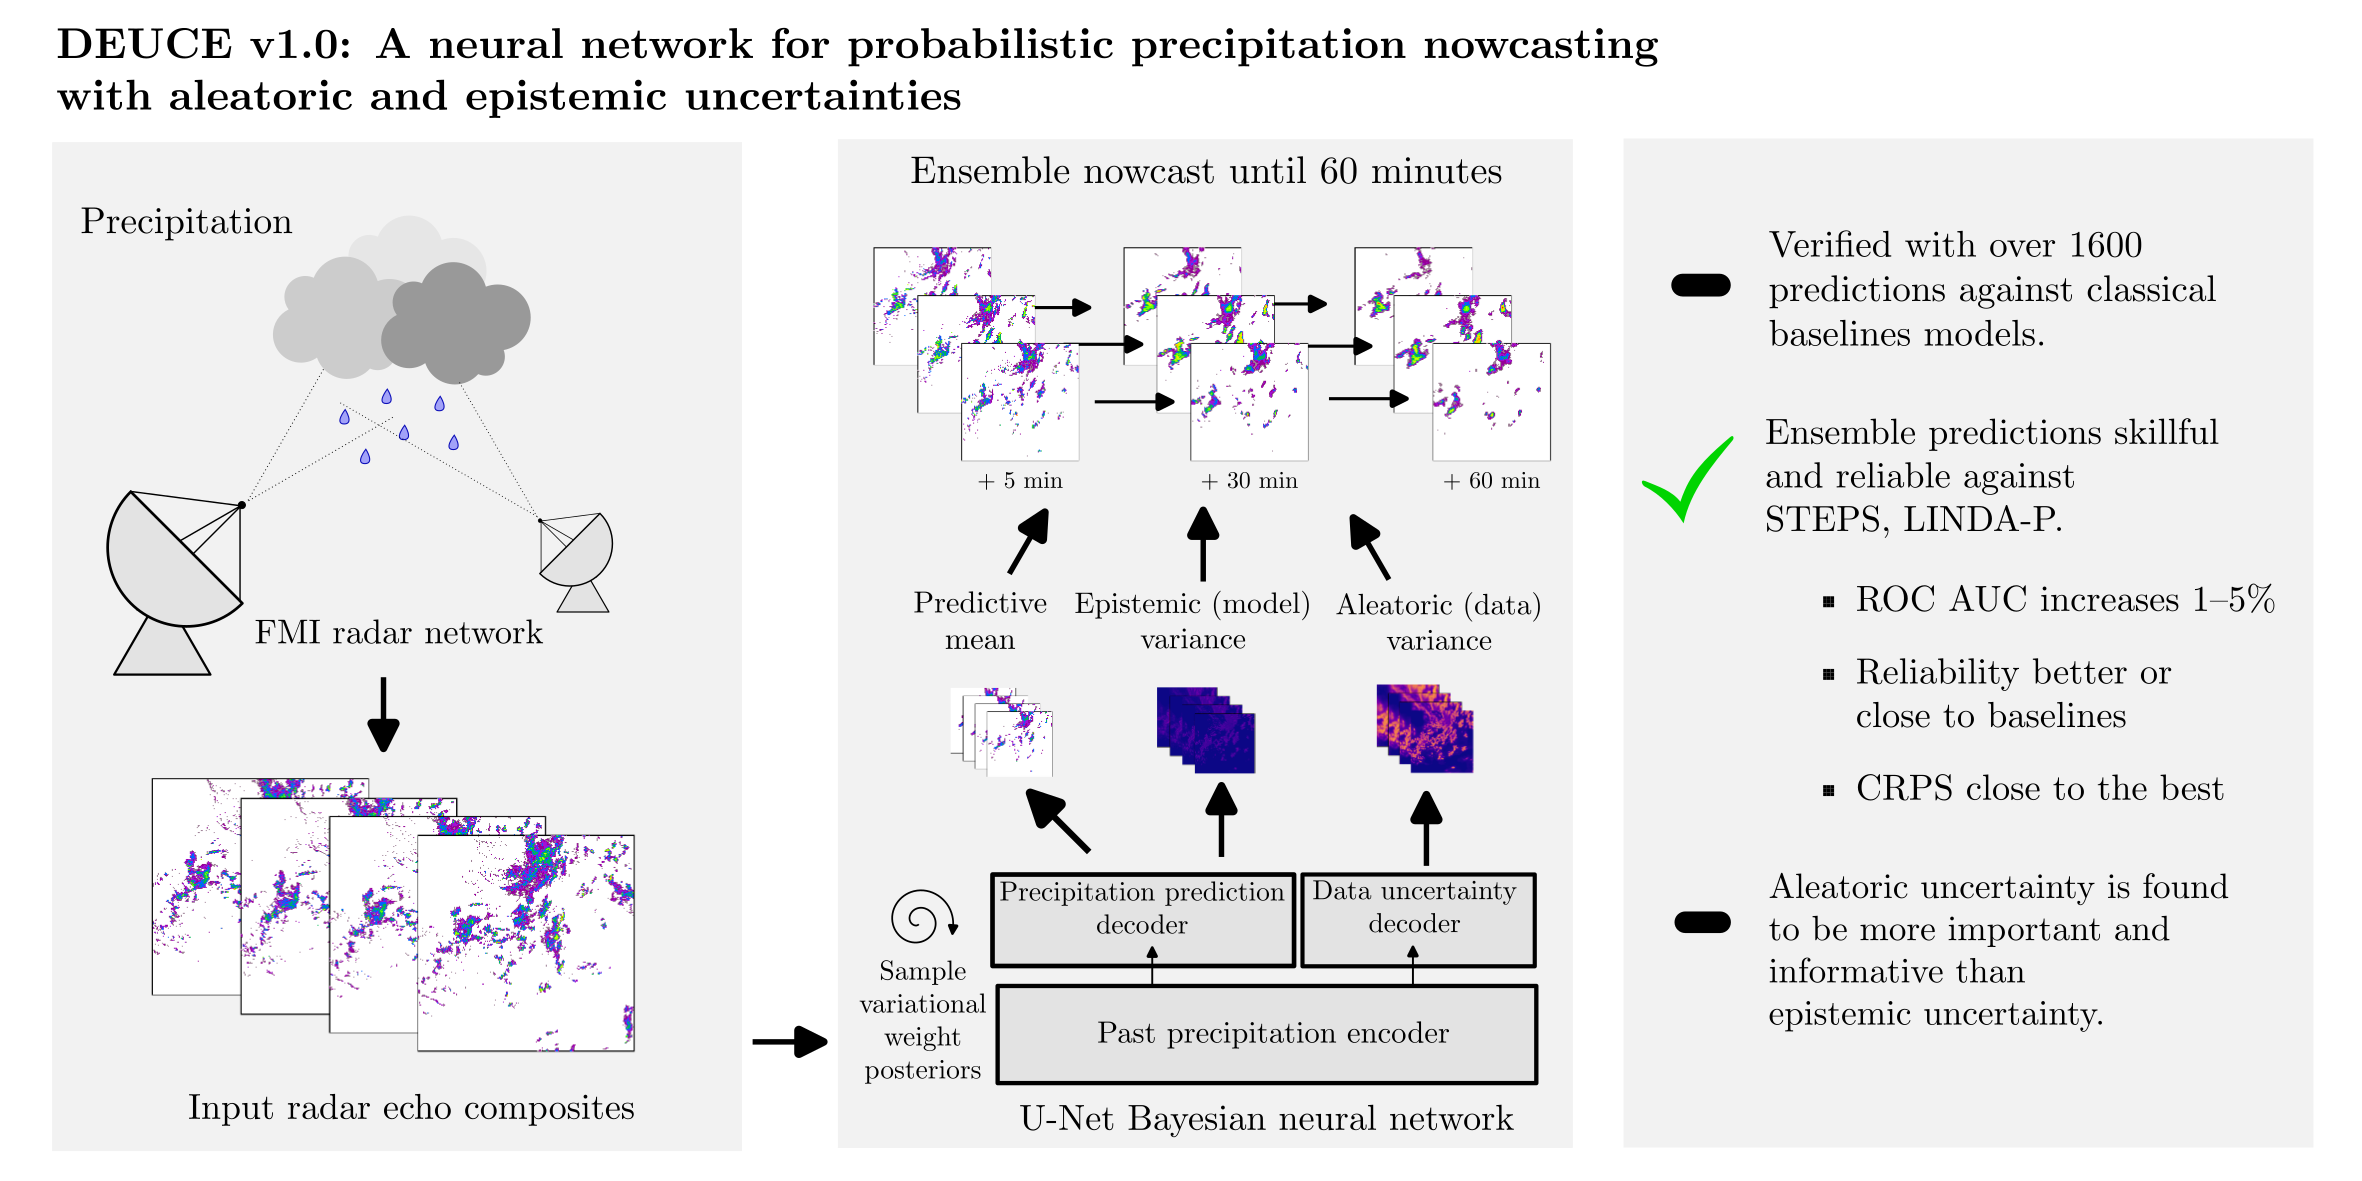 DEUCE v1.0: A neural network for probabilistic precipitation nowcasting
with aleatoric and epistemic uncertainties
Precipitation
FMI radar network
Input radar echo composites
Ensemble nowcast until 60 minutes
+ 5 min
+ 30 min
+ 60 min
Predictive
mean
Epistemic (model)
variance
Aleatoric (data)
variance
Precipitation prediction
decoder
Data uncertainty
decoder
Sample
variational
weight
posteriors
Past precipitation encoder
U-Net Bayesian neural network
Verified with over 1600
predictions against classical
baselines models.
Ensemble predictions skillful
and reliable against
STEPS, LINDA-P.
ROC AUC increases 1–5%
Reliability better or
close to baselines
CRPS close to the best
Aleatoric uncertainty is found
to be more important and
informative than
epistemic uncertainty.